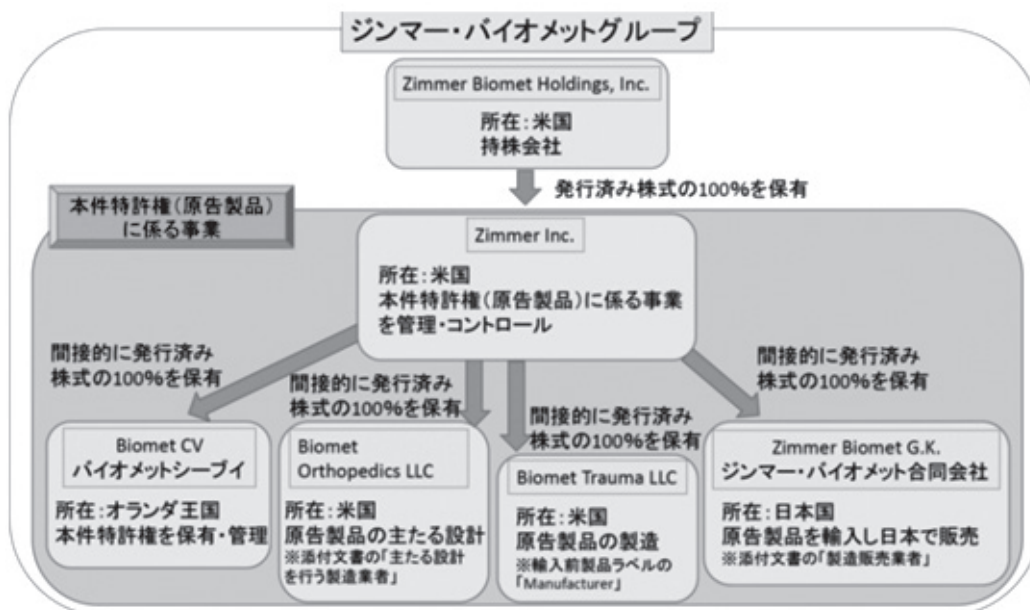 ジンマー・バイオメットグループ
Zimmer Biomet Holdings, Inc.
所在：米国
持株会社
発行済み株式の100％を保有
本件特許権（原告製品）
に係る事業
Zimmer Inc.
所在：米国
本件特許権（原告製品）に係る事業
を管理・コントロール
間接的に発行済み
株式の100％を保有
間接的に発行済み
株式の100％を保有
間接的に発行済み
株式の100％を保有
間接的に発行済み
株式の100％を保有
Biomet CV
バイオメットシーブイ
所在：オランダ王国
本件特許権を保有・管理
Biomet
Orthopedics LLC
所在：米国
原告製品の主たる設計
※添付文書の「主たる設計
を行う製造業者」
Biomet Trauma LLC
所在：米国
原告製品の製造
※輸入前製品ラベルの
「Manufacturer」
Zimmer Biomet G.K.
ジンマー・バイオメット合同会社
所在：日本国
原告製品を輸入し日本で販売
※添付文書の「製造販売業者」